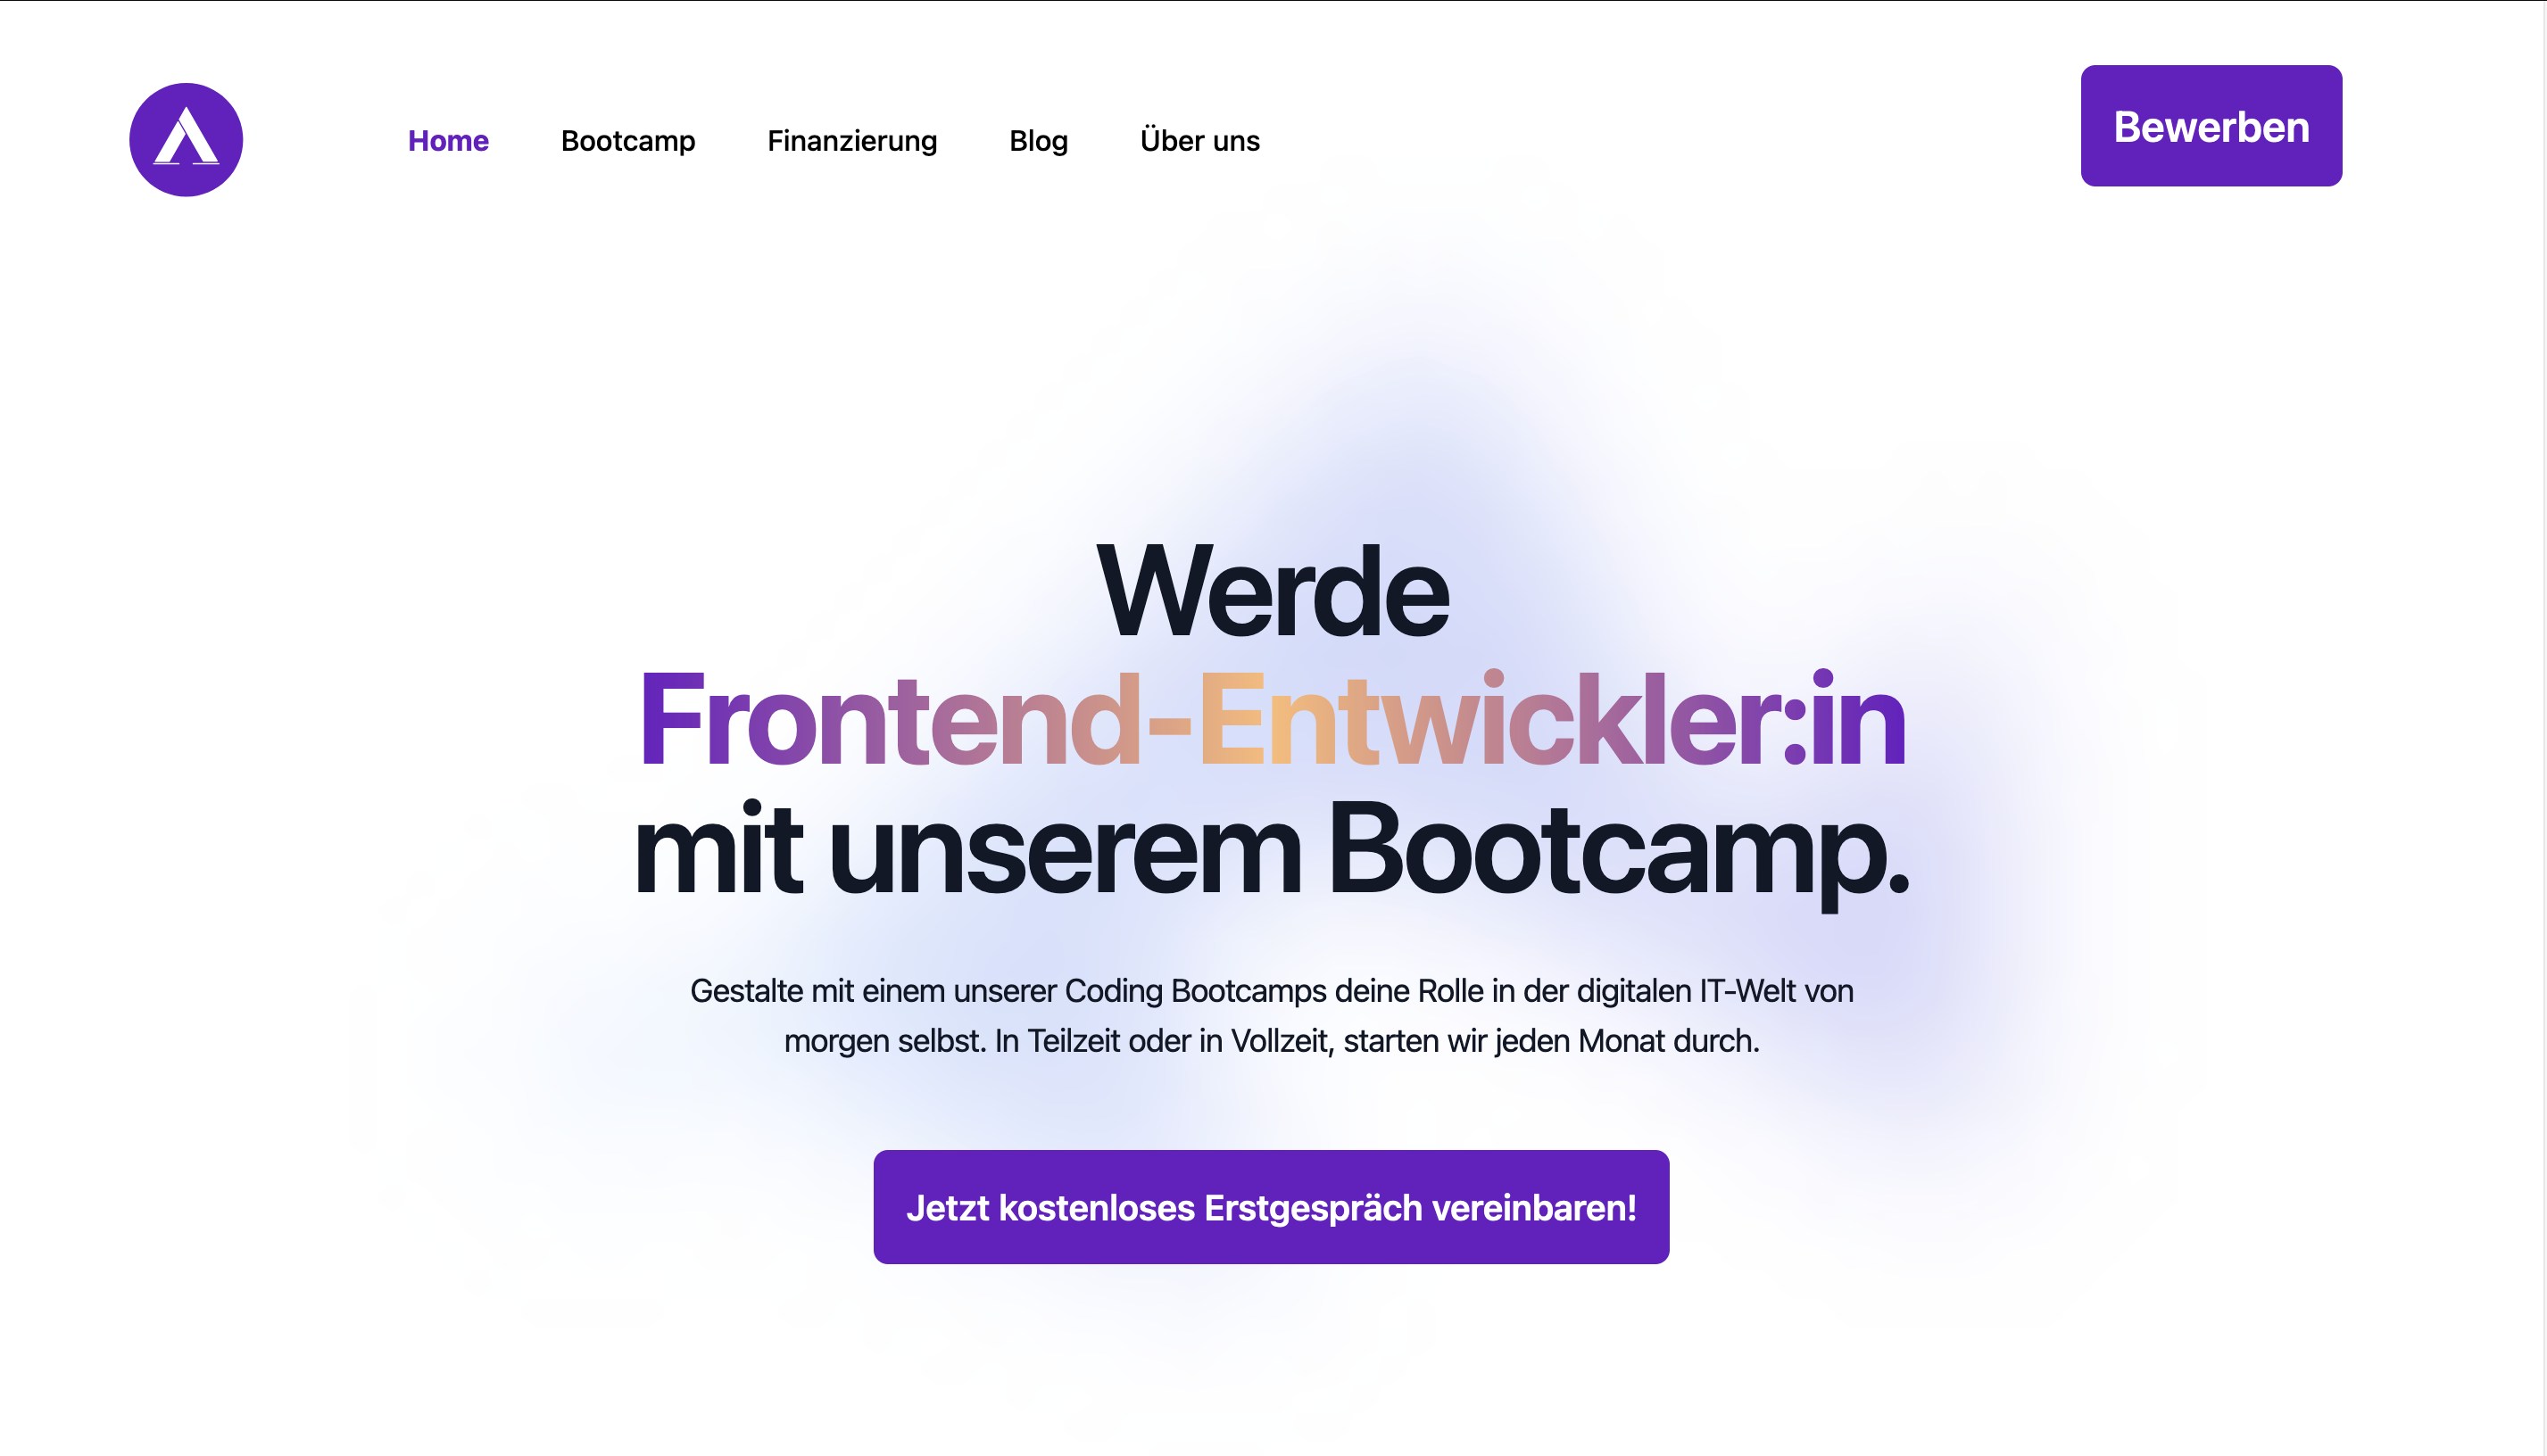 Home
Bootcamp
Finanzierung
Blog
Über uns
Bewerben
Werde
Frontend-Entwickler:in
mit unserem Bootcamp.
Gestalte mit einem unserer Coding Bootcamps deine Rolle in der digitalen IT-Welt von
morgen selbst. In Teilzeit oder in Vollzeit, starten wir jeden Monat durch.
Jetzt kostenloses Erstgespräch vereinbaren!